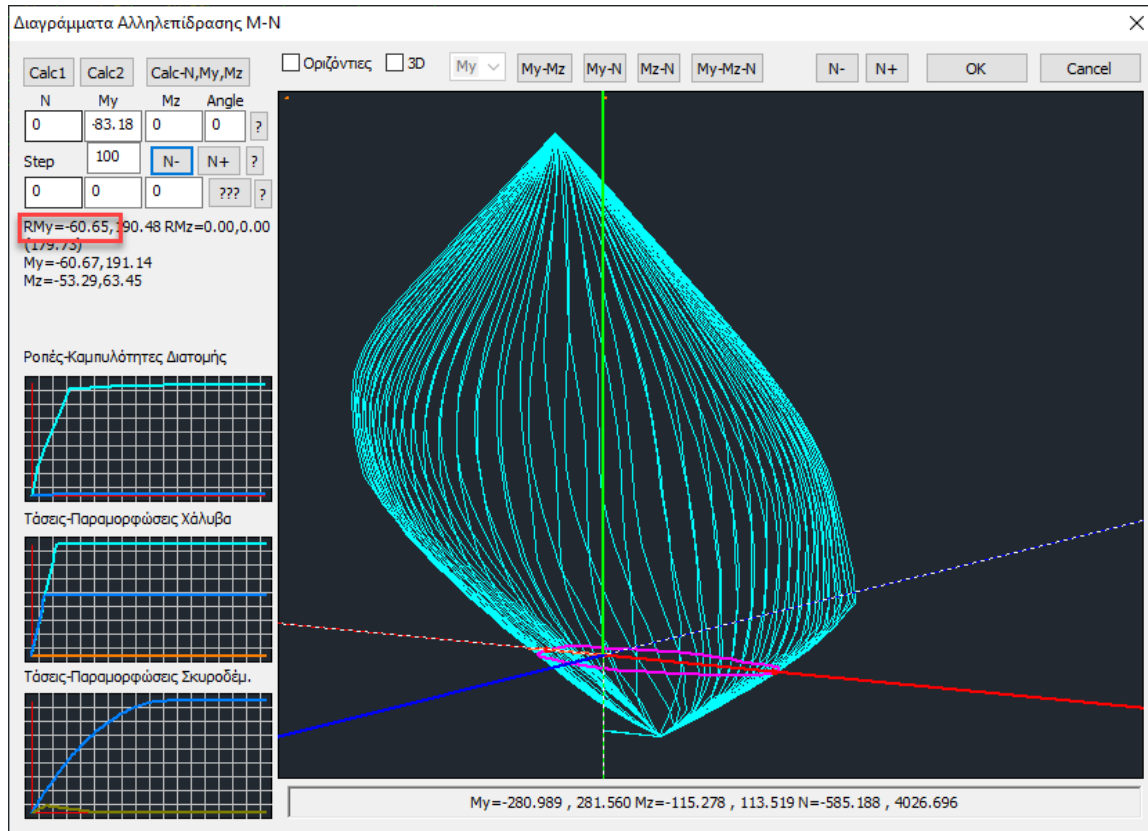 Διαγράμματα Αλληλεπίδρασης M-N
Calc1 Calc2 Calc-N,My,Mz Οριζόντιες 3D My My-Mz My-N Mz-N My-Mz-N N- N+ OK Cancel
N My Mz Angle
0 -83.18 0 0 ?
Step 100 N- N+ ?
0 0 0 ??? ?
RMy=-60.65,190.48 RMz=0.00,0.00
(179.73)
My=-60.67,191.14
Mz=-53.29,63.45
Ροπές-Καμπυλότητες Διατομής
Τάσεις-Παραμορφώσεις Χάλυβα
Τάσεις-Παραμορφώσεις Σκυροδέμ.
My=-280.989 , 281.560 Mz=-115.278 , 113.519 N=-585.188 , 4026.696